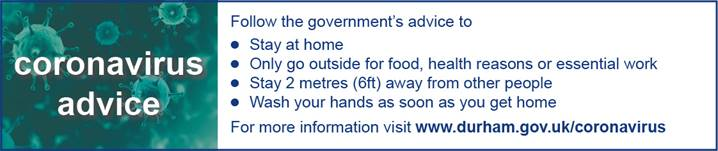 coronavirus
advice
Follow the government's advice to
● Stay at home
● Only go outside for food, health reasons or essential work
● Stay 2 metres (6ft) away from other people
● Wash your hands as soon as you get home
For more information visit www.durham.gov.uk/coronavirus